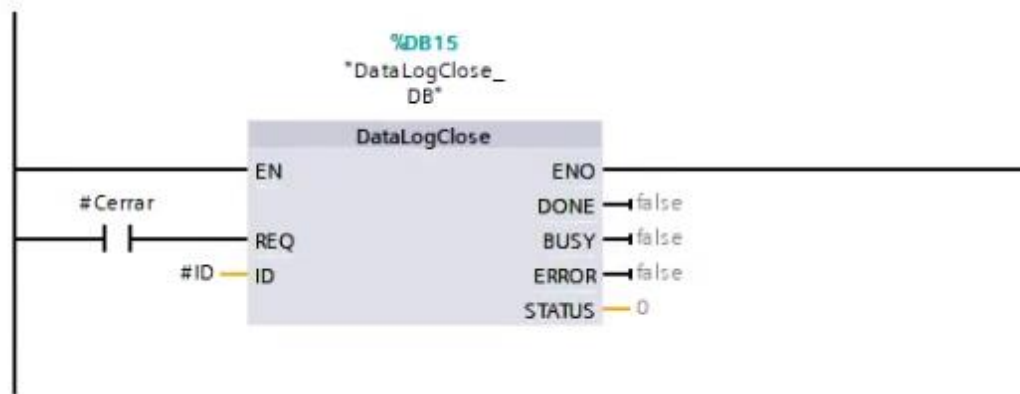 %DB15
"DataLogClose_
DB"
DataLogClose
EN
ENO
#Cerrar
DONE
false
REQ
BUSY
false
#ID
ID
ERROR
false
STATUS
0